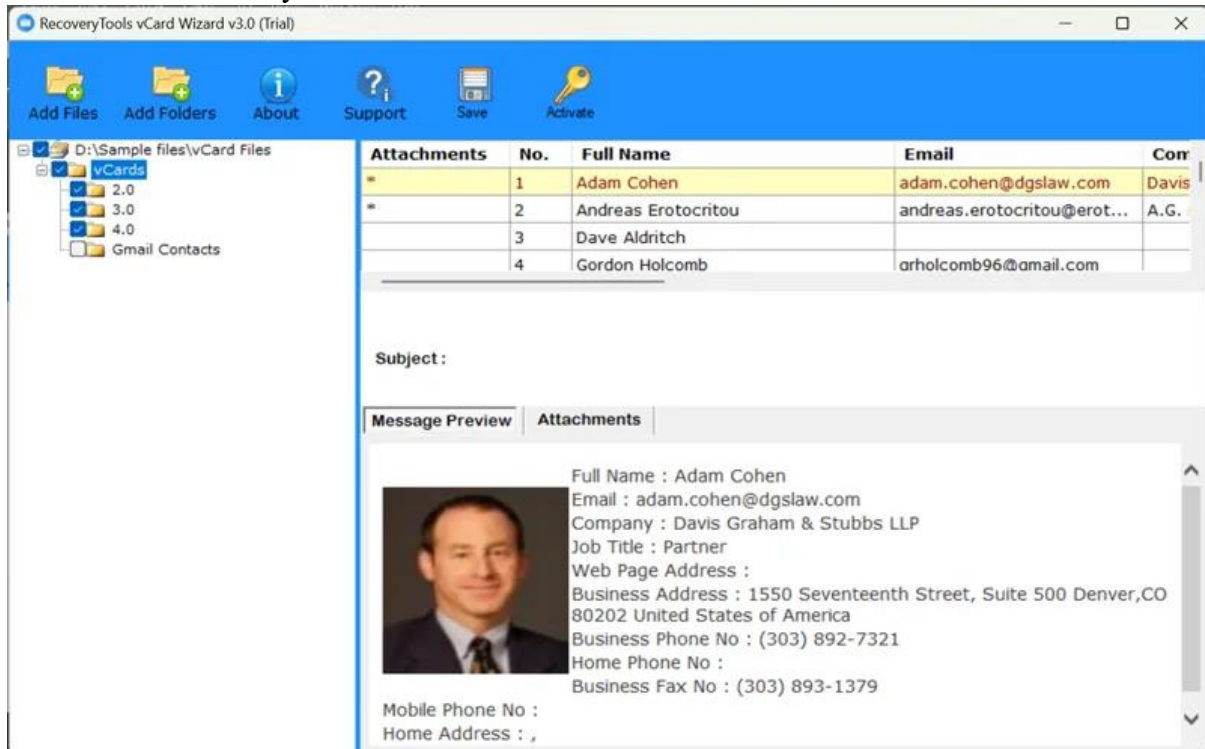 RecoveryTools vCard Wizard v3.0 (Trial)
Add Files Add Folders About Support Save Activate
D:\Sample files\vCard Files
vCards
2.0
3.0
4.0
Gmail Contacts
Attachments No. Full Name Email Com
* 1 Adam Cohen adam.cohen@dgslaw.com Davis
* 2 Andreas Erotocritou andreas.erotocritou@erot... A.G.
3 Dave Aldritch
4 Gordon Holcomb grholcomb96@gmail.com
Subject :
Message Preview Attachments
Full Name : Adam Cohen
Email : adam.cohen@dgslaw.com
Company : Davis Graham & Stubbs LLP
Job Title : Partner
Web Page Address :
Business Address : 1550 Seventeenth Street, Suite 500 Denver,CO
80202 United States of America
Business Phone No : (303) 892-7321
Home Phone No :
Business Fax No : (303) 893-1379
Mobile Phone No :
Home Address : ,